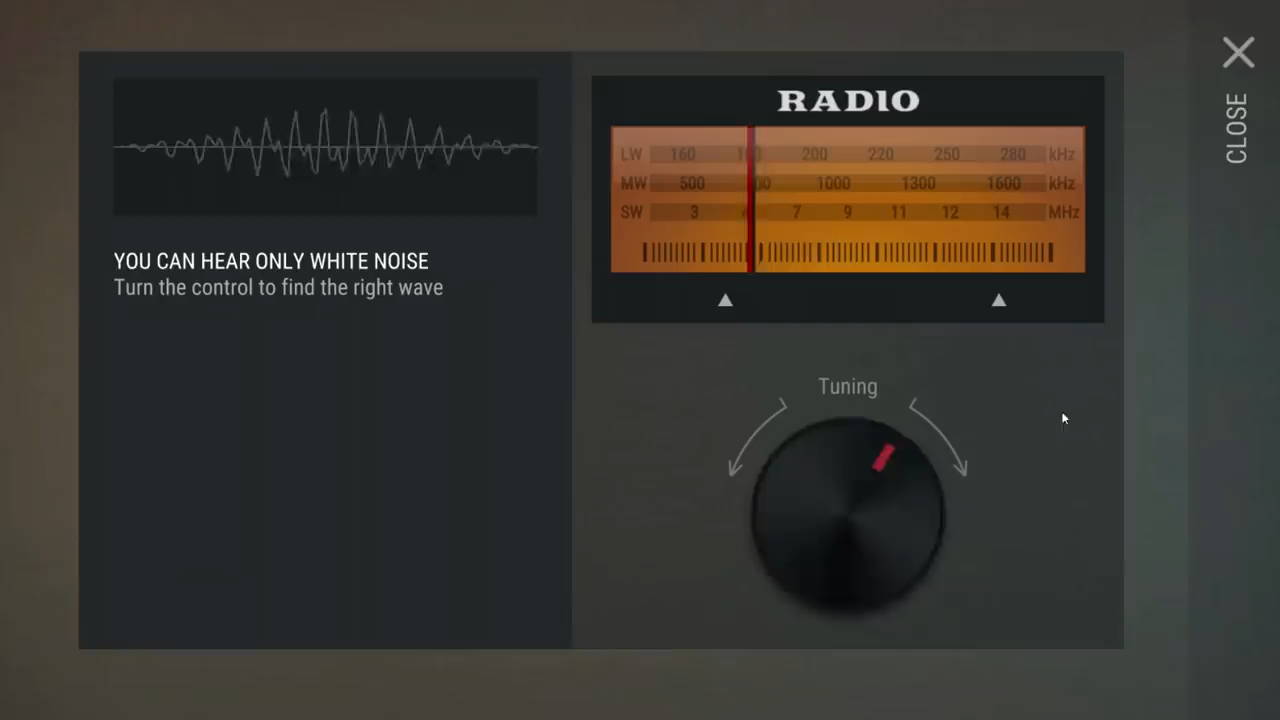 RADIO
LW 160 200 220 250 280 kHz
MW 500 1000 1300 1600 kHz
SW 3 7 9 11 12 14 MHz
YOU CAN HEAR ONLY WHITE NOISE
Turn the control to find the right wave
Tuning
CLOSE